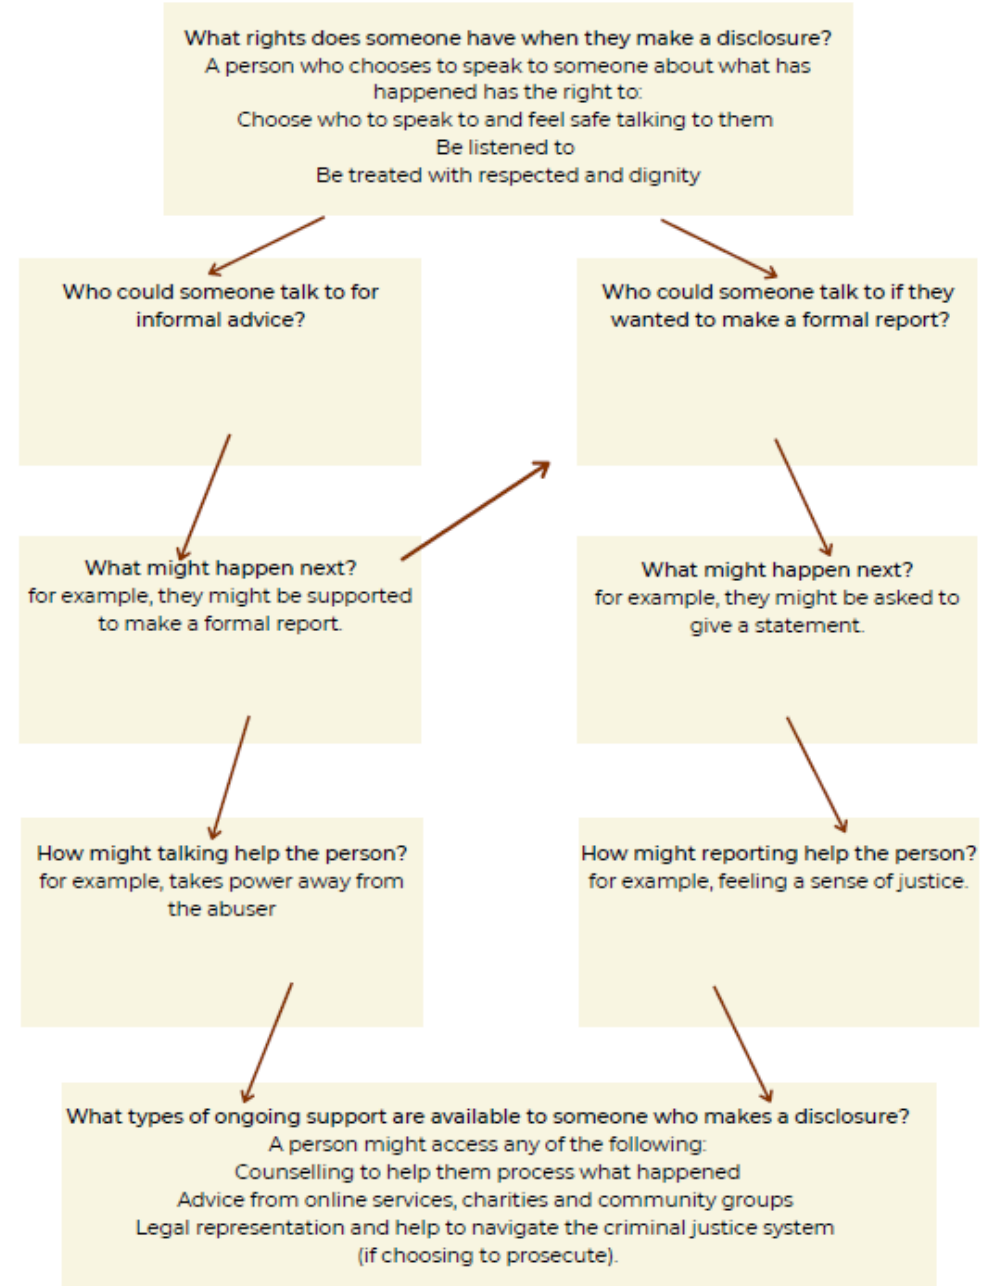 What rights does someone have when they make a disclosure?
A person who chooses to speak to someone about what has
happened has the right to:
Choose who to speak to and feel safe talking to them
Be listened to
Be treated with respected and dignity
Who could someone talk to for
informal advice?
Who could someone talk to if they
wanted to make a formal report?
What might happen next?
for example, they might be supported
to make a formal report.
What might happen next?
for example, they might be asked to
give a statement.
How might talking help the person?
for example, takes power away from
the abuser
How might reporting help the person?
for example, feeling a sense of justice.
What types of ongoing support are available to someone who makes a disclosure?
A person might access any of the following:
Counselling to help them process what happened
Advice from online services, charities and community groups
Legal representation and help to navigate the criminal justice system
(if choosing to prosecute).